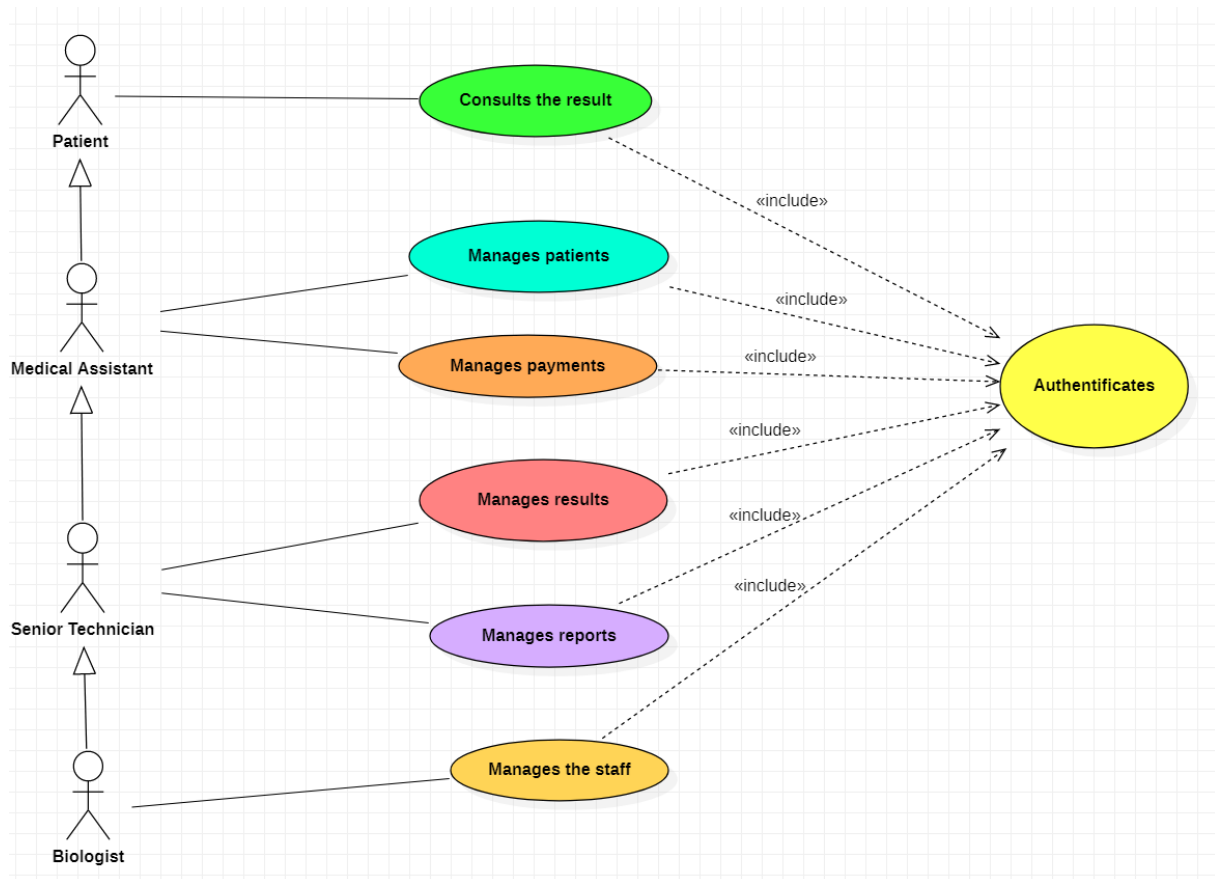 Patient
Consults the result
«include»
Manages patients
«include»
Medical Assistant
Manages payments
«include»
Authentificates
Manages results
«include»
Senior Technician
Manages reports
«include»
«include»
Manages the staff
Biologist